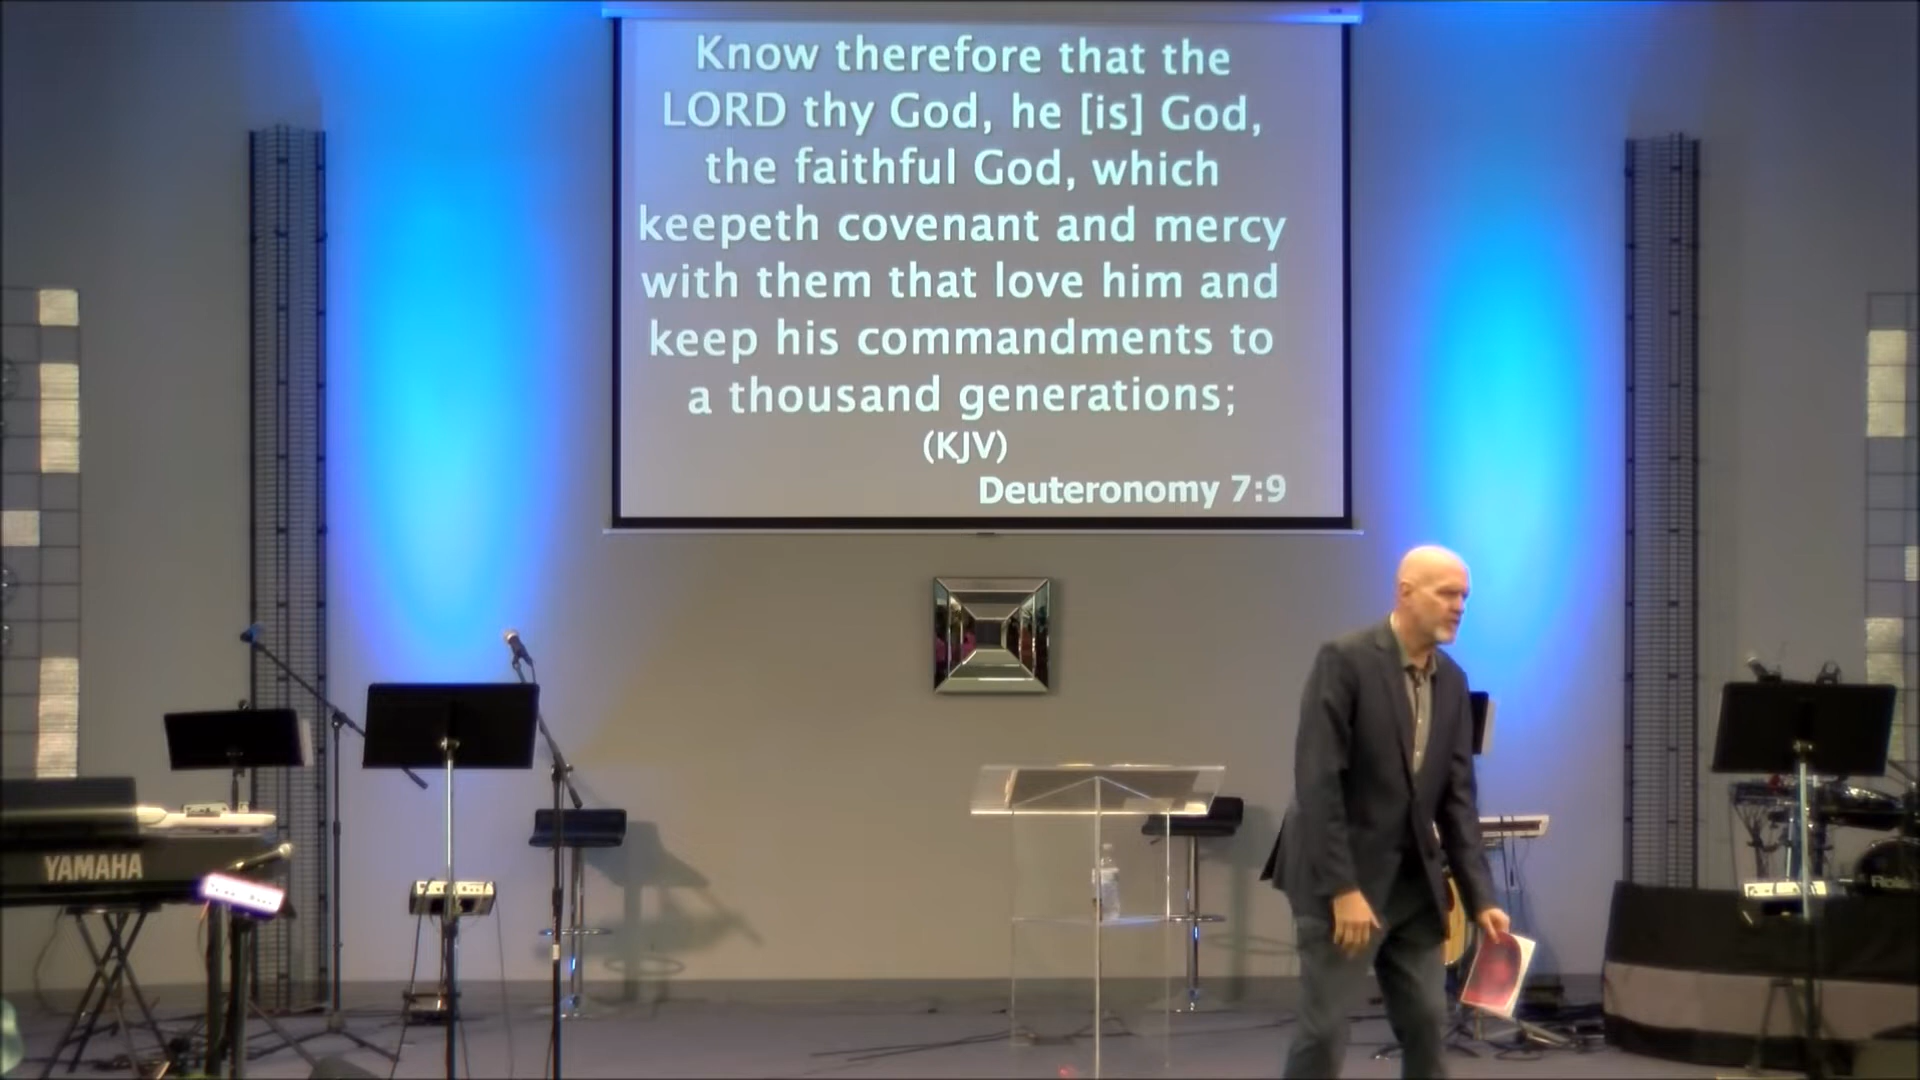 Know therefore that the
LORD thy God, he [is] God,
the faithful God, which
keepeth covenant and mercy
with them that love him and
keep his commandments to
a thousand generations;
(KJV)
Deuteronomy 7:9
YAMAHA